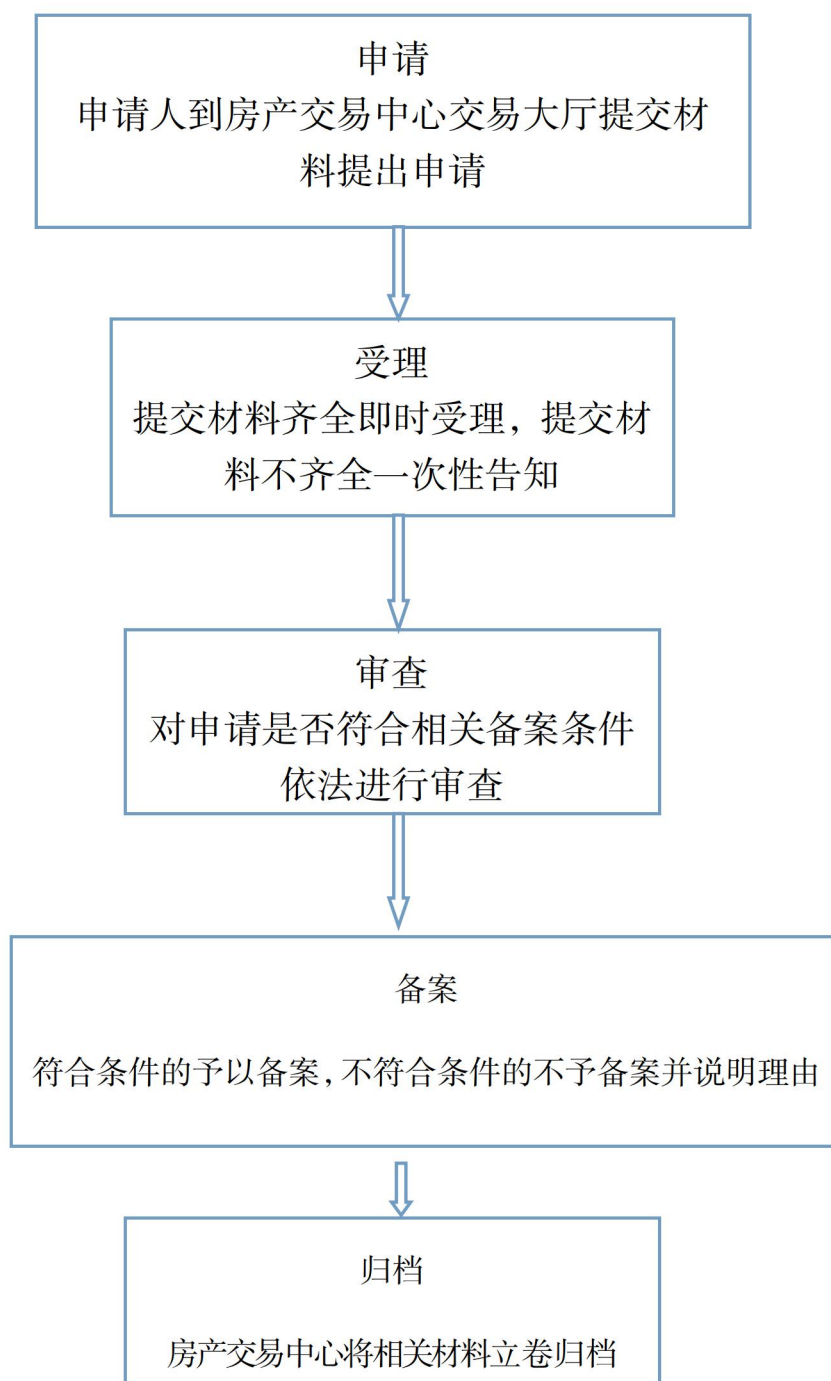 申请
申请人到房产交易中心交易大厅提交材
料提出申请
受理
提交材料齐全即时受理，提交材
料不齐全一次性告知
审查
对申请是否符合相关备案条件
依法进行审查
备案
符合条件的予以备案，不符合条件的不予备案并说明理由
归档
房产交易中心将相关材料立卷归档